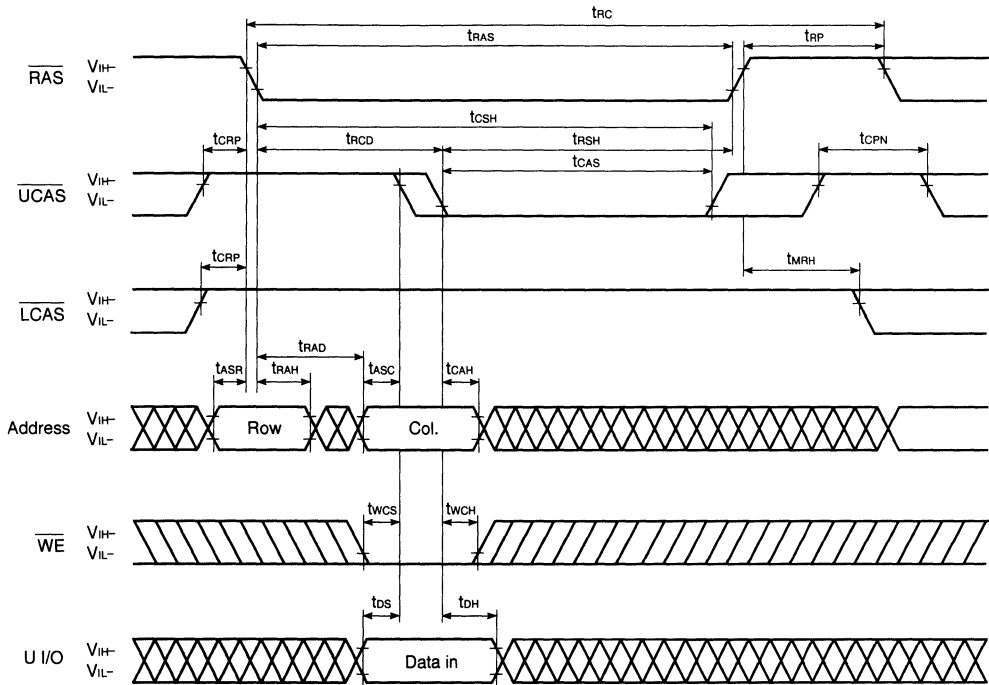 tRC
tRAS
tRP
RAS
VIH–
VIL–
tCSH
tCRP
tRCD
tRSH
tCPN
tCAS
UCAS
VIH–
VIL–
tCRP
tMRH
LCAS
VIH–
VIL–
tRAD
tASR
tRAH
tASC
tCAH
Address
VIH–
VIL–
Row
Col.
tWCS
tWCH
WE
VIH–
VIL–
tDS
tDH
U I/O
VIH–
VIL–
Data in